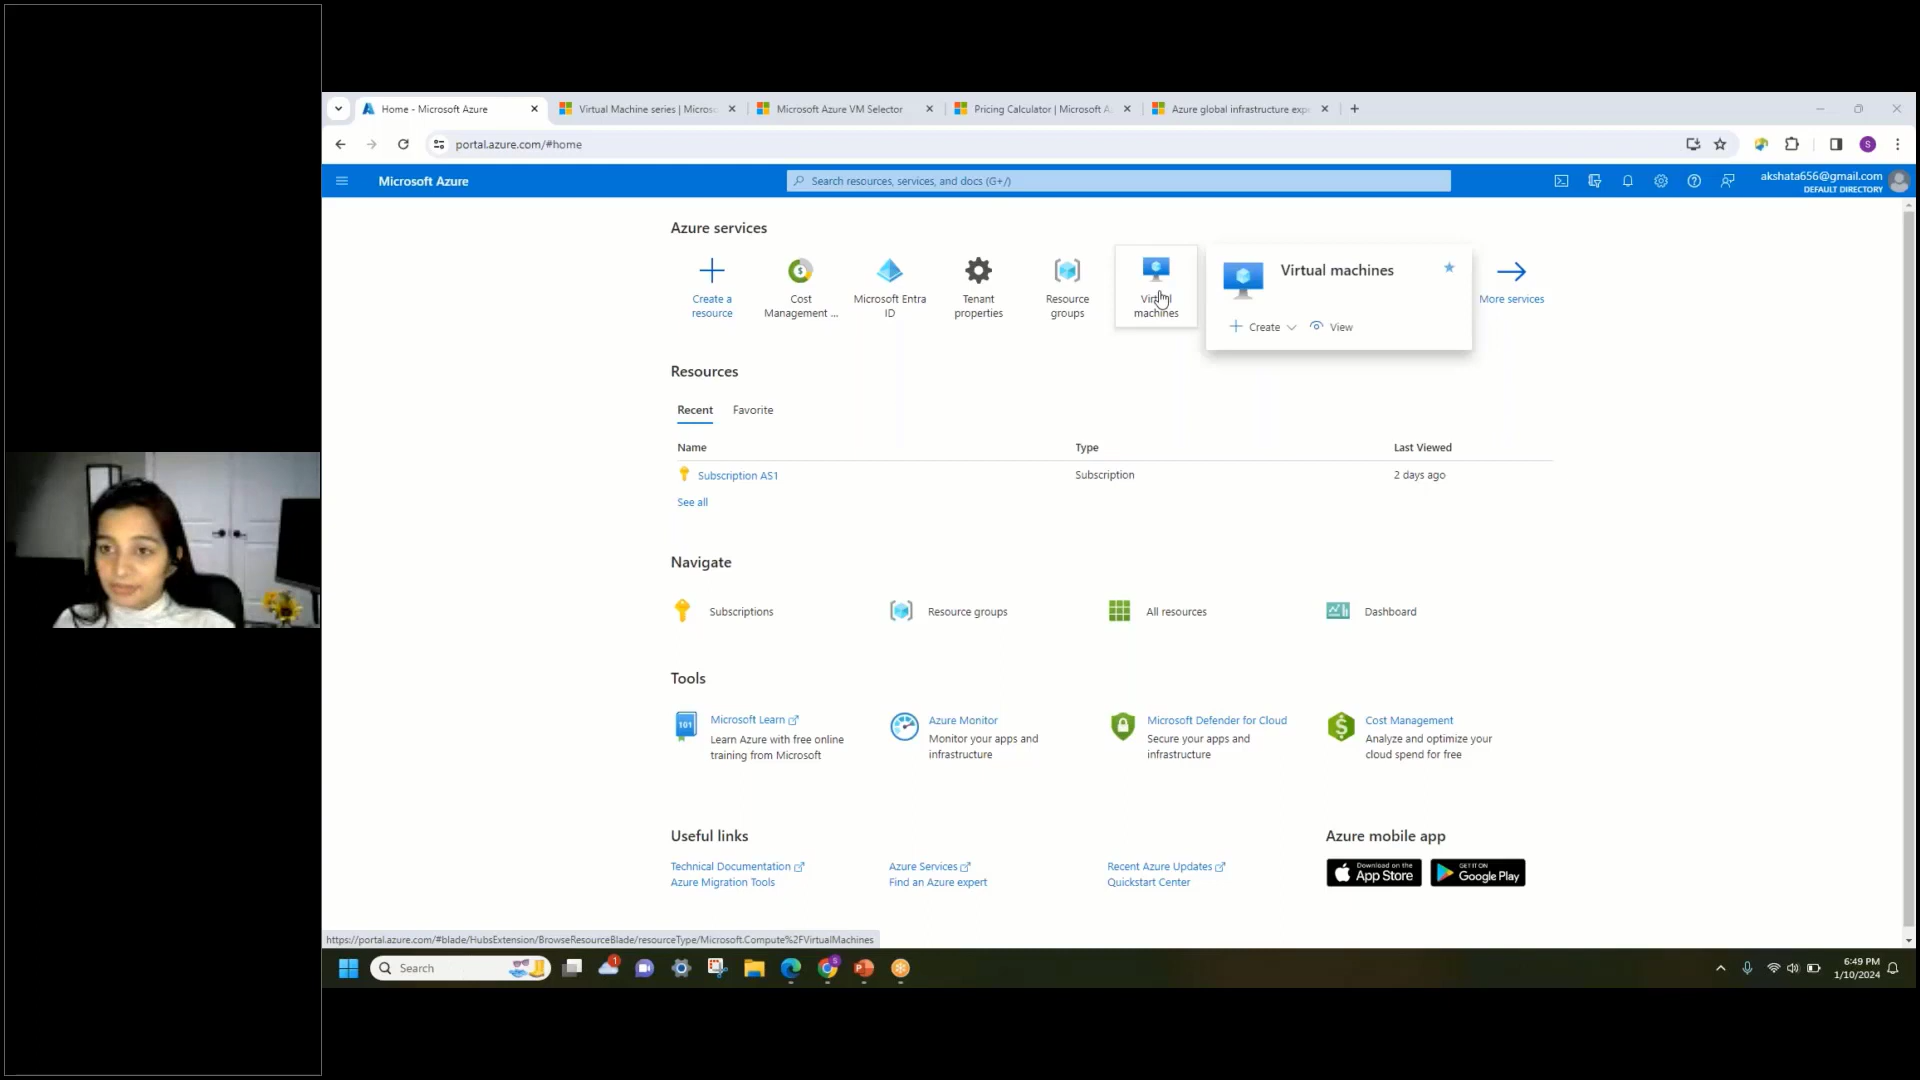 Home - Microsoft Azure
Virtual Machine series | Micros
Microsoft Azure VM Selector
Pricing Calculator | Microsoft A
Azure global infrastructure exp
portal.azure.com/#home
S
Microsoft Azure
Search resources, services, and docs (G+/)
akshata656@gmail.com
DEFAULT DIRECTORY
Azure services
Create a
resource
Cost
Management ...
Microsoft Entra
ID
Tenant
properties
Resource
groups
Virtual
machines
Virtual machines
Create
View
More services
Resources
Recent
Favorite
Name
Type
Last Viewed
Subscription AS1
Subscription
2 days ago
See all
Navigate
Subscriptions
Resource groups
All resources
Dashboard
Tools
101
Microsoft Learn
Learn Azure with free online
training from Microsoft
Azure Monitor
Monitor your apps and
infrastructure
Microsoft Defender for Cloud
Secure your apps and
infrastructure
Cost Management
Analyze and optimize your
cloud spend for free
Useful links
Technical Documentation
Azure Migration Tools
Azure Services
Find an Azure expert
Recent Azure Updates
Quickstart Center
Azure mobile app
Download on the
App Store
GET IT ON
Google Play
https://portal.azure.com/#blade/HubsExtension/BrowseResourceBlade/resourceType/Microsoft.Compute%2FVirtualMachines
Search
1
6:49 PM
1/10/2024